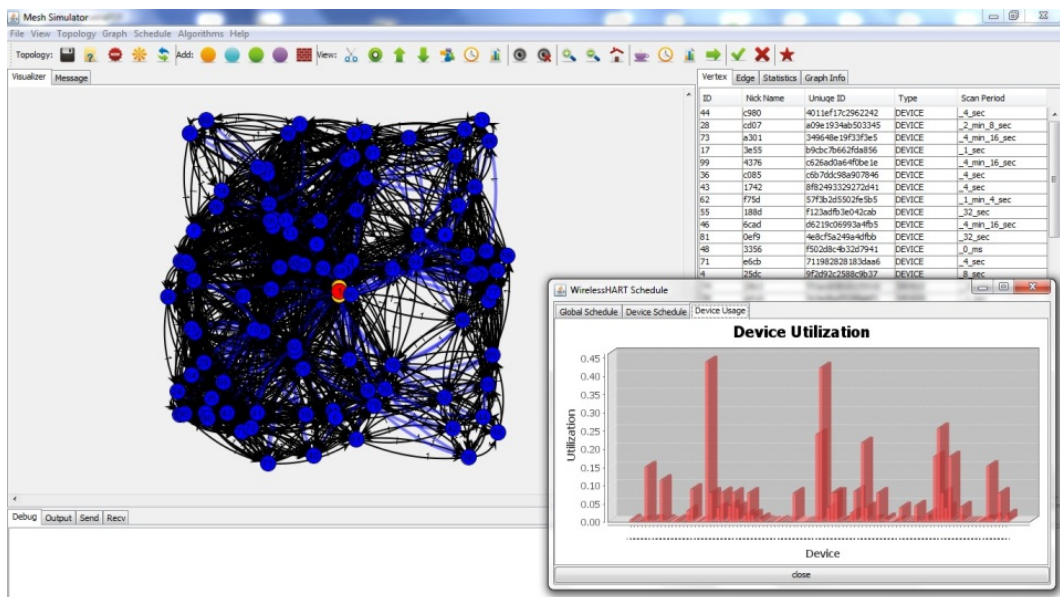 Mesh Simulator
File View Topology Graph Schedule Algorithms Help
Topology: Add: View:
Visualizer Message
Vertex Edge Statistics Graph Info
ID Nick Name Uniuqe ID Type Scan Period
44 c980 4011ef17c2962242 DEVICE _4_sec
28 cd07 a09e1934ab503345 DEVICE _2_min_8_sec
73 a301 349648e19f33f3e5 DEVICE _4_min_16_sec
17 3e55 b9cbc7b662fda856 DEVICE _1_sec
99 4376 c626ad0a64f0be1e DEVICE _4_min_16_sec
36 c085 c6b7ddc98a907846 DEVICE _4_sec
43 1742 8f82493329272d41 DEVICE _4_sec
62 f75d 57f3b2d5502fe5b5 DEVICE _1_min_4_sec
55 188d f123adfb3e042cab DEVICE _32_sec
46 6cad d6219c06993a4fb5 DEVICE _4_min_16_sec
81 0ef9 4e8cf5a249a4dfbb DEVICE _32_sec
48 3356 f502d8c4b32d7941 DEVICE _0_ms
71 e6cb 711982828183daa6 DEVICE _4_sec
4 25dc 9f2d92c2588c9b37 DEVICE _8_sec
WirelessHART Schedule
Global Schedule Device Schedule Device Usage
Device Utilization
0.45
0.40
0.35
0.30
0.25
0.20
0.15
0.10
0.05
0.00
Utilization
Device
close
Debug Output Send Recv